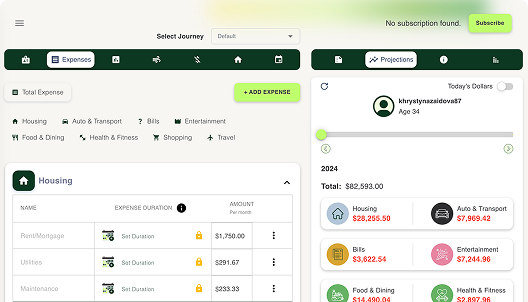 No subscription found.
Subscribe
Select Journey
Default
Expenses
Projections
Total Expense
+ ADD EXPENSE
Today's Dollars
khrystynazaidova87
Age 34
Housing
Auto & Transport
Bills
Entertainment
Food & Dining
Health & Fitness
Shopping
Travel
2024
Total: $82,593.00
Housing
NAME
EXPENSE DURATION
AMOUNT
Per month
Rent/Mortgage
Set Duration
$1,750.00
Utilities
Set Duration
$291.67
Maintenance
Set Duration
$233.33
Housing
$28,255.50
Auto & Transport
$7,969.42
Bills
$3,622.54
Entertainment
$7,244.96
Food & Dining
$14,490.04
Health & Fitness
$2,897.96